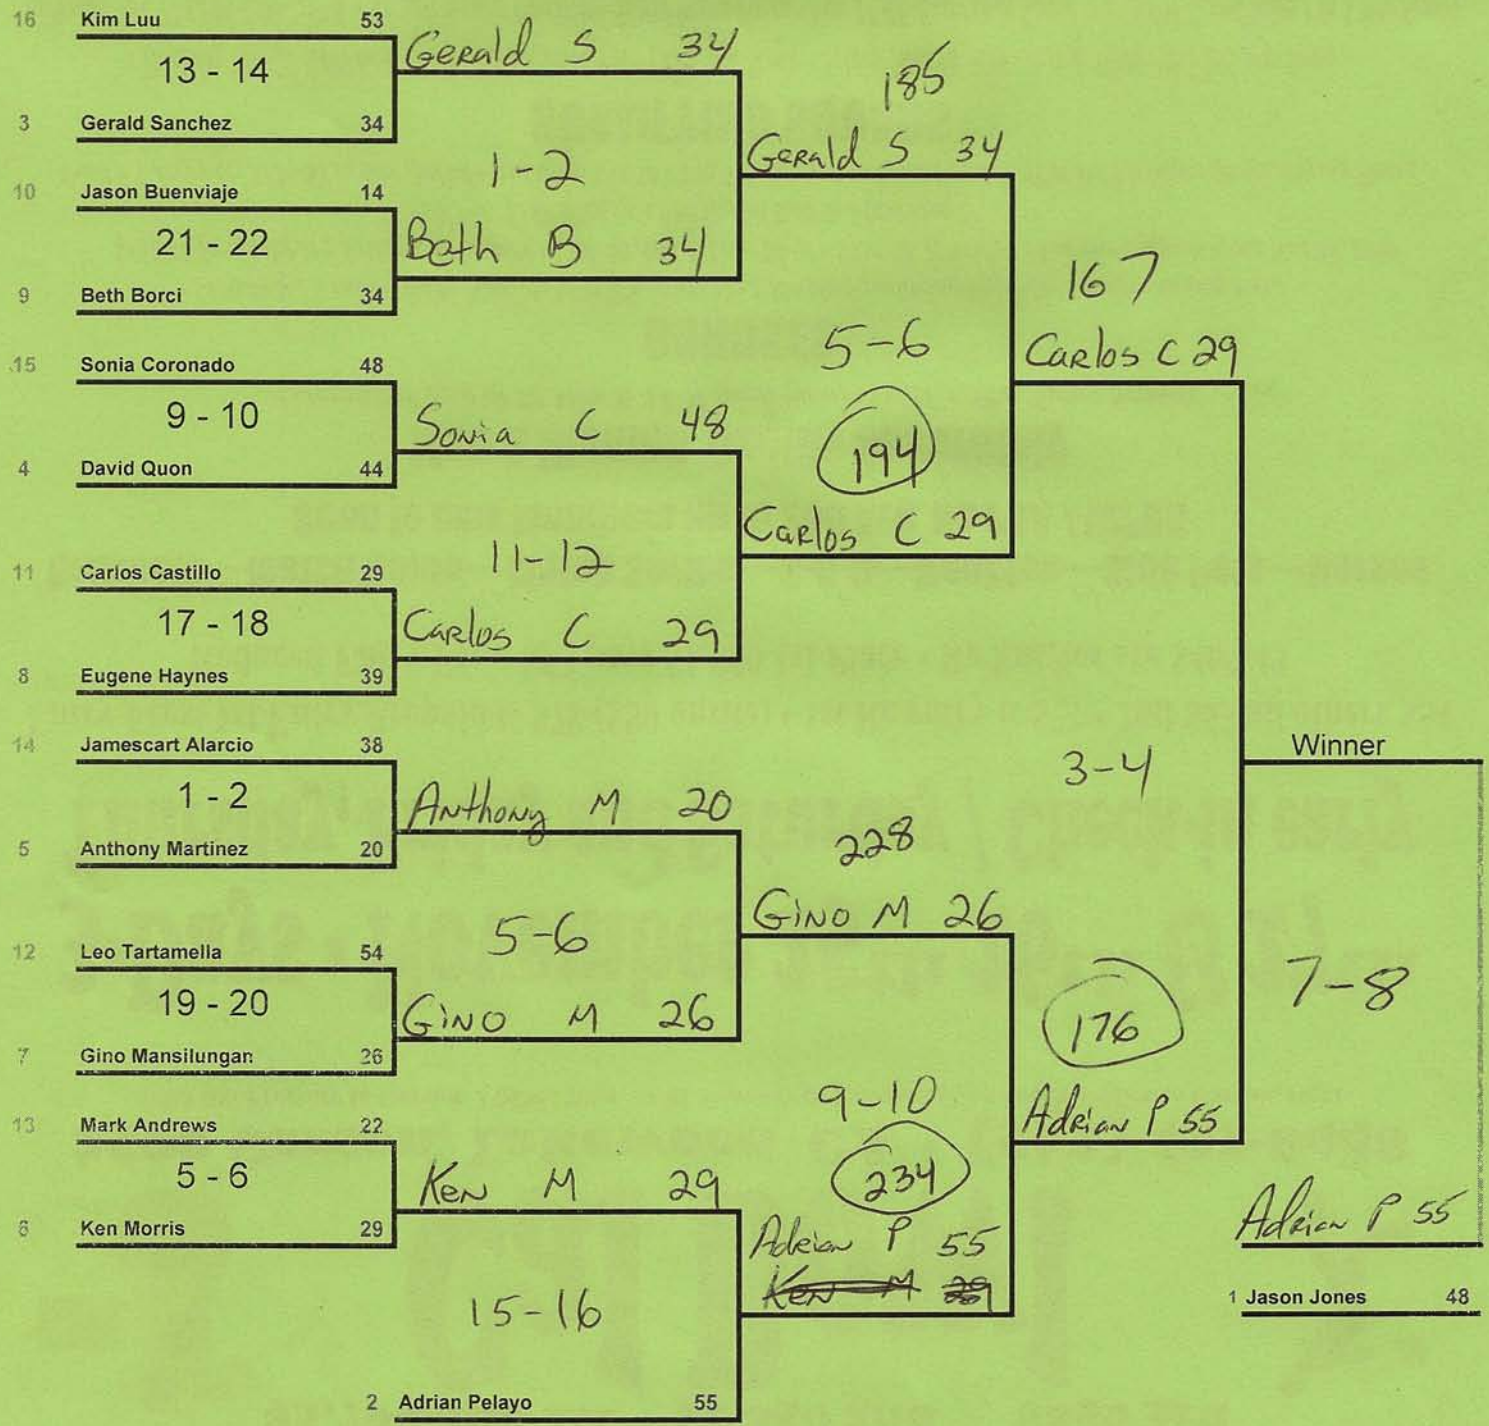 16 Kim Luu 53
13 - 14
3 Gerald Sanchez 34
10 Jason Buenviaje 14
21 - 22
9 Beth Borci 34
15 Sonia Coronado 48
9 - 10
4 David Quon 44
11 Carlos Castillo 29
17 - 18
8 Eugene Haynes 39
14 Jamescart Alarcio 38
1 - 2
5 Anthony Martinez 20
12 Leo Tartamella 54
19 - 20
7 Gino Mansilungan 26
13 Mark Andrews 22
5 - 6
6 Ken Morris 29
Gerald S 34
1-2
Beth B 34
Sonia C 48
11-12
Carlos C 29
Anthony M 20
5-6
Gino M 26
Ken M 29
15-16
2 Adrian Pelayo 55
185
Gerald S 34
5-6
194
Carlos C 29
228
Gino M 26
9-10
234
Adrian P 55
Ken M 29
167
Carlos C 29
3-4
176
Adrian P 55
Winner
7-8
Adrian P 55
1 Jason Jones 48